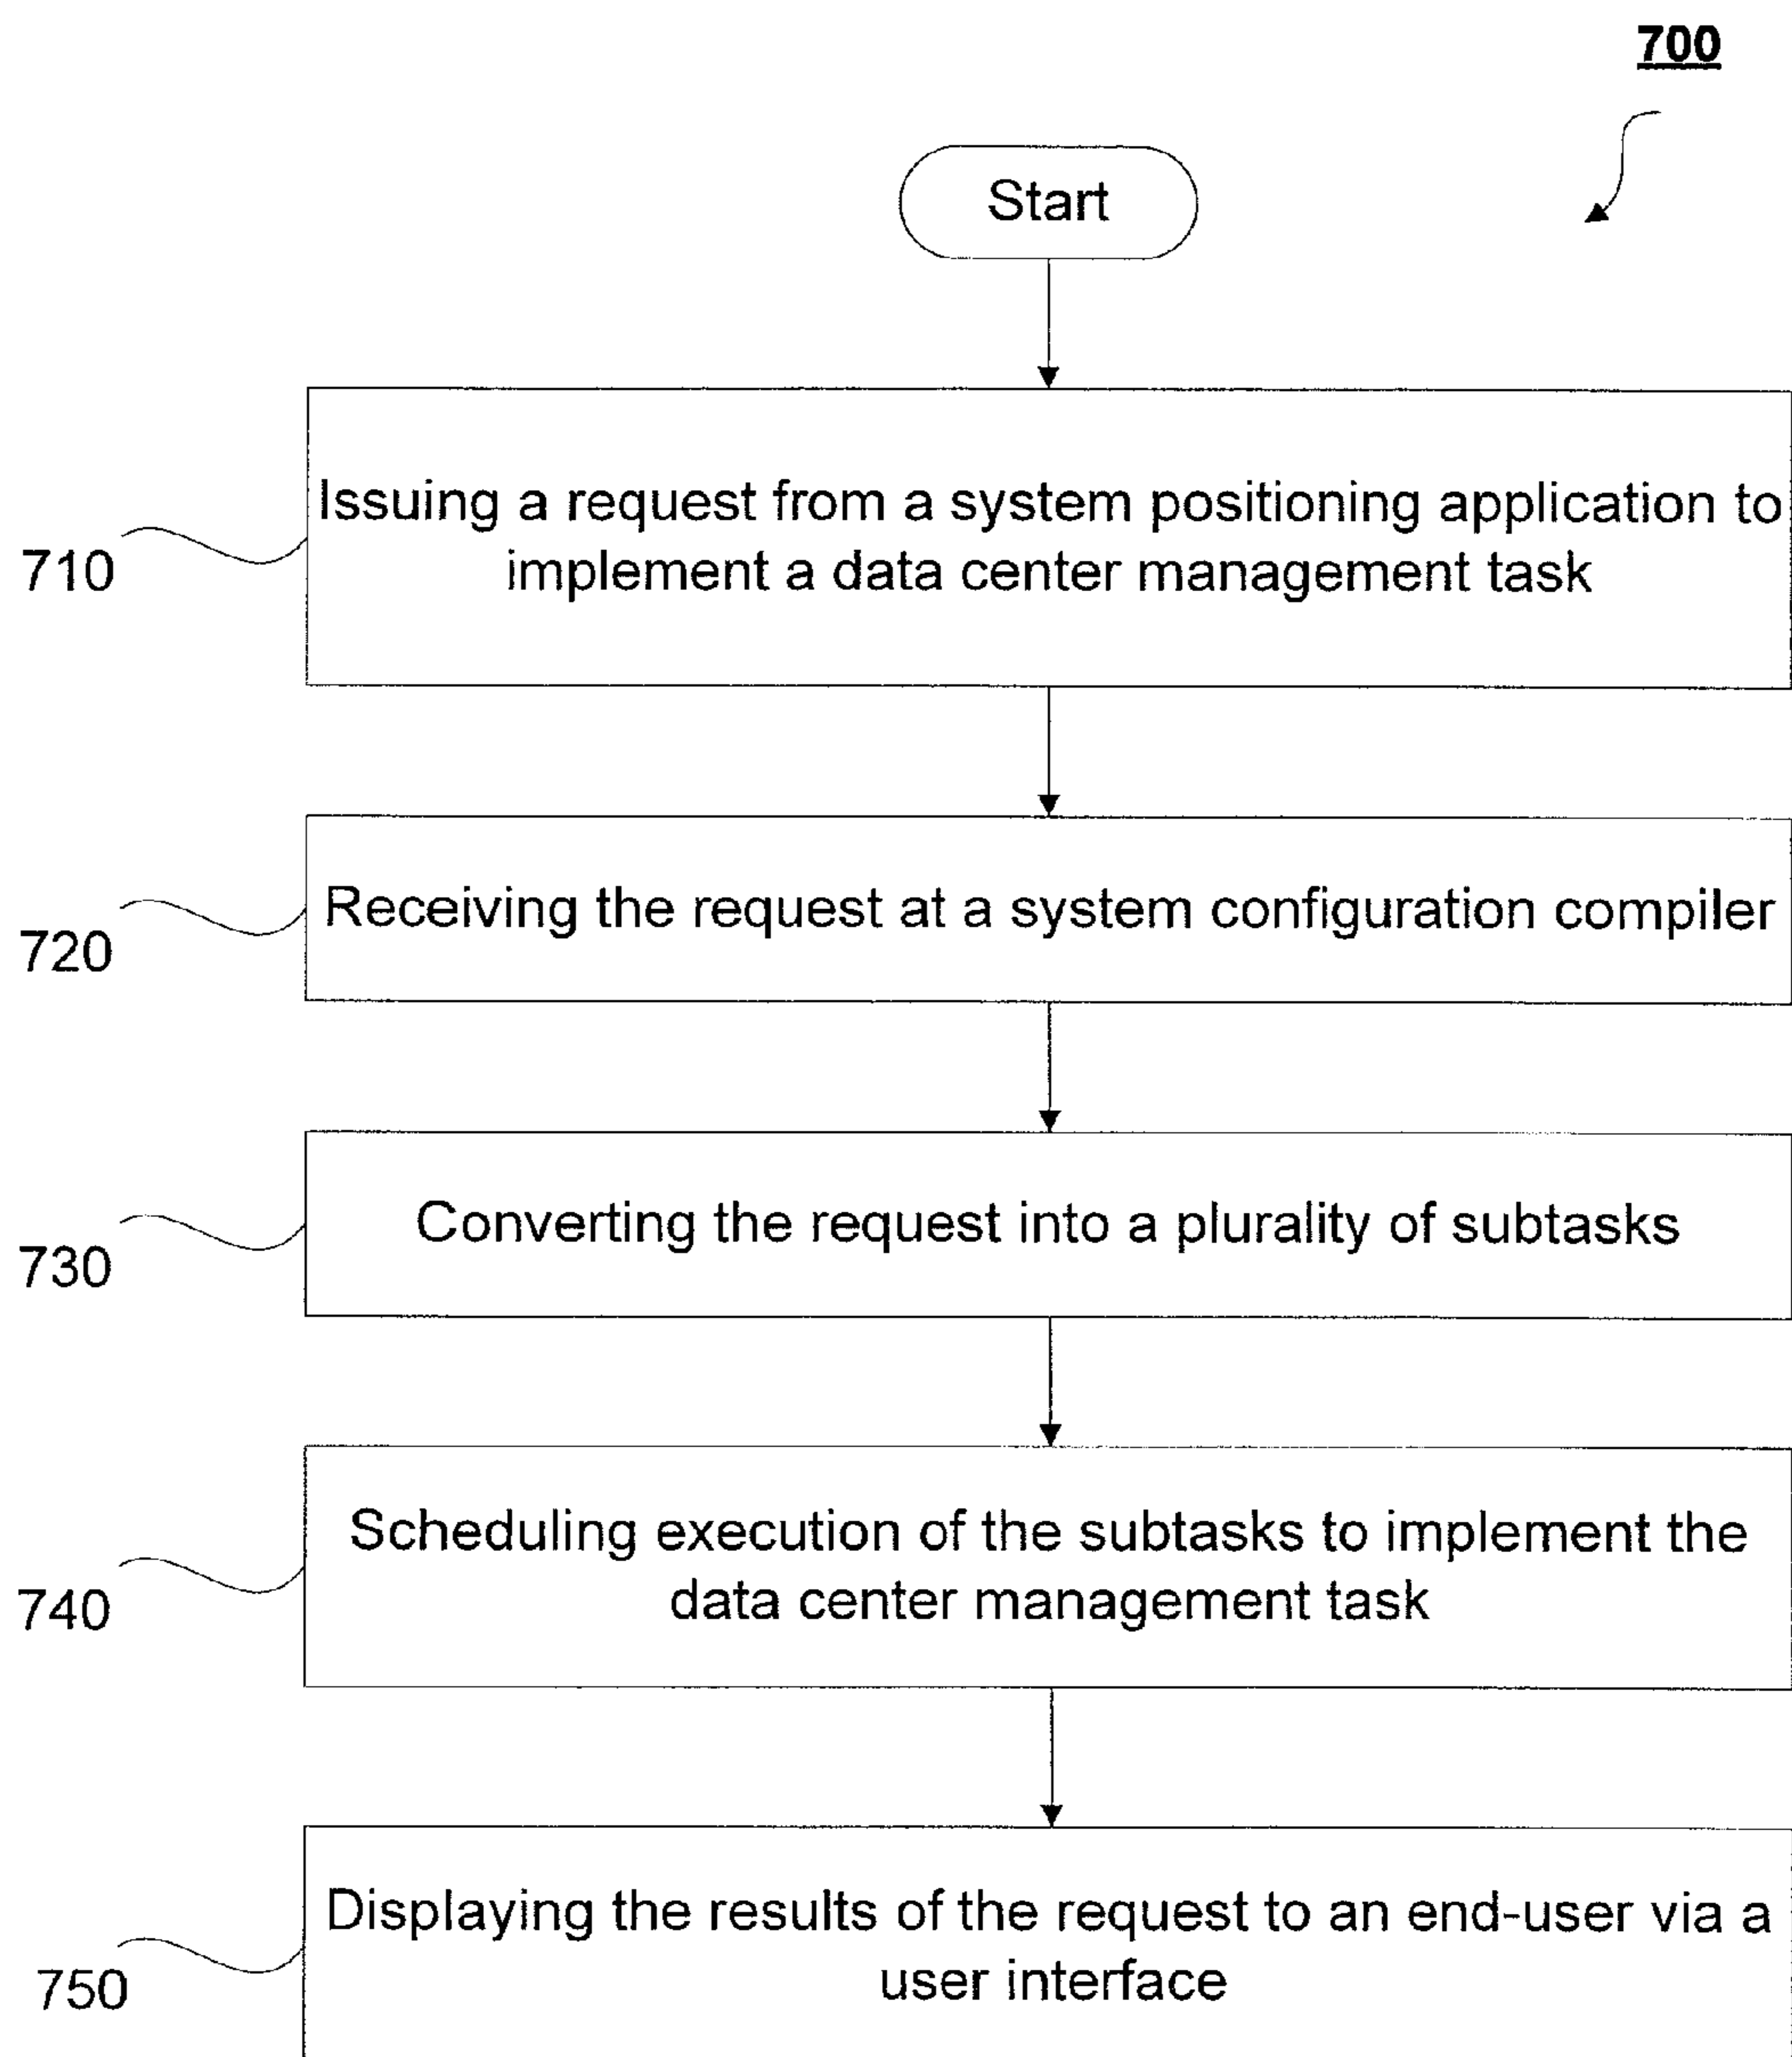 700
Start
Issuing a request from a system positioning application to
implement a data center management task
710
Receiving the request at a system configuration compiler
720
Converting the request into a plurality of subtasks
730
Scheduling execution of the subtasks to implement the
data center management task
740
Displaying the results of the request to an end-user via a
user interface
750